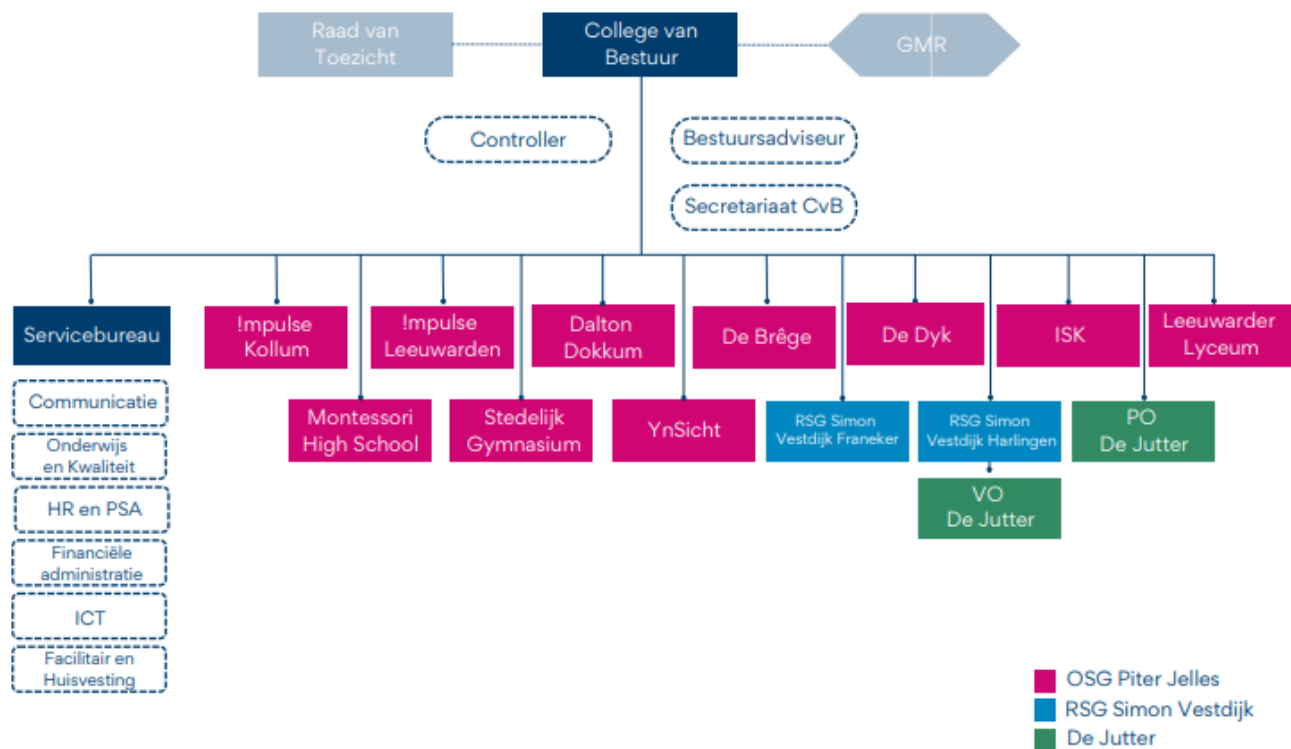 Raad van
Toezicht
College van
Bestuur
GMR
Controller
Bestuursadviseur
Secretariaat CvB
Servicebureau
!mpulse
Kollum
!mpulse
Leeuwarden
Dalton
Dokkum
De Brêge
De Dyk
ISK
Leeuwarder
Lyceum
Montessori
High School
Stedelijk
Gymnasium
YnSicht
RSG Simon
Vestdijk Franeker
RSG Simon
Vestdijk Harlingen
PO
De Jutter
VO
De Jutter
Communicatie
Onderwijs
en Kwaliteit
HR en PSA
Financiële
administratie
ICT
Facilitair en
Huisvesting
OSG Piter Jelles
RSG Simon Vestdijk
De Jutter